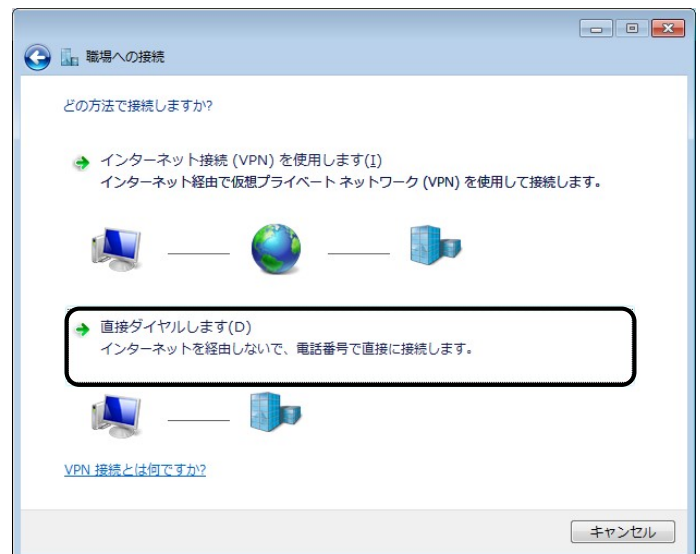 職場への接続
どの方法で接続しますか?
インターネット接続 (VPN) を使用します(I)
インターネット経由で仮想プライベート ネットワーク (VPN) を使用して接続します。
直接ダイヤルします(D)
インターネットを経由しないで、電話番号で直接に接続します。
VPN 接続とは何ですか?
キャンセル